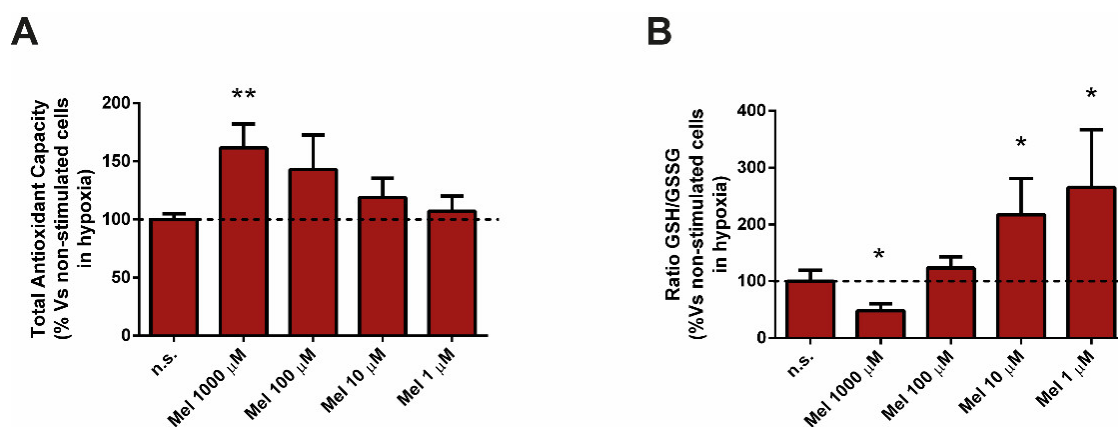 A
Total Antioxidant Capacity
(% Vs non-stimulated cells
in hypoxia)
200
150
100
50
0
**
n.s.
Mel 1000 μM
Mel 100 μM
Mel 10 μM
Mel 1 μM
B
Ratio GSH/GSSG
(%Vs non-stimulated cells
in hypoxia)
400
300
200
100
0
*
*
*
n.s.
Mel 1000 μM
Mel 100 μM
Mel 10 μM
Mel 1 μM